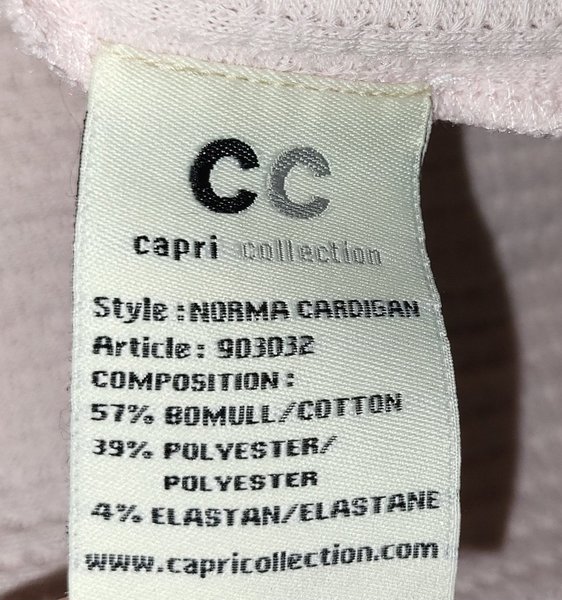 CC
capri collection
Style : NORMA CARDIGAN
Article : 903032
COMPOSITION :
57% BOMULL/COTTON
39% POLYESTER/
POLYESTER
4% ELASTAN/ELASTANE
www.capricollection.com